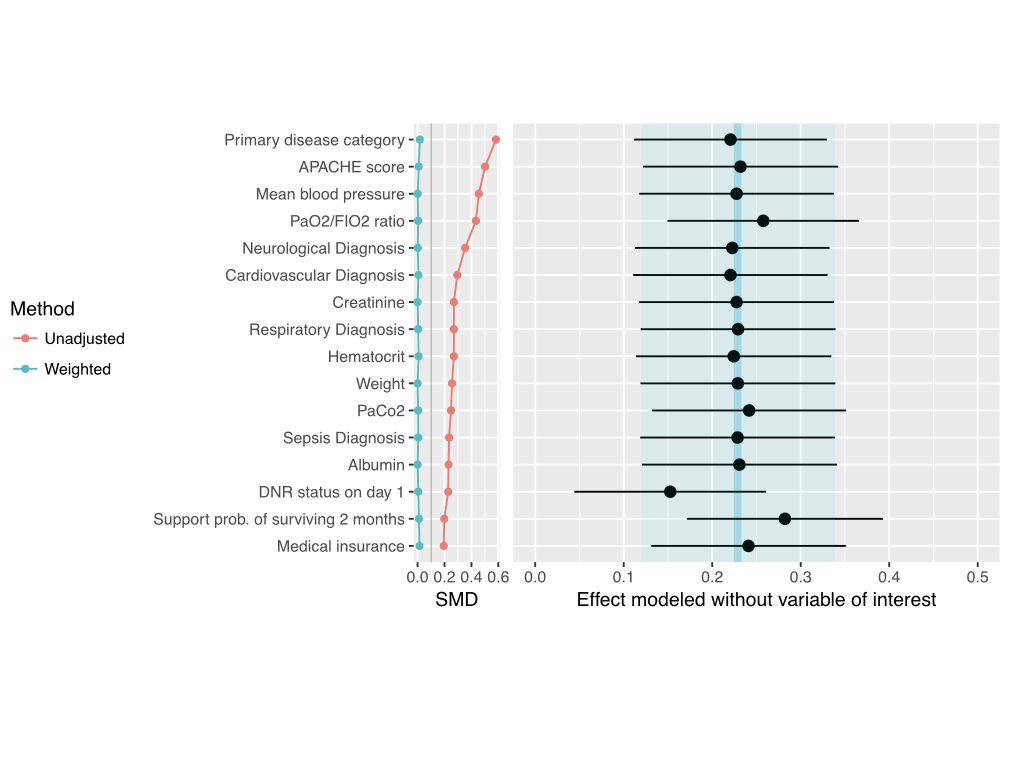 Method
Unadjusted
Weighted
Primary disease category
APACHE score
Mean blood pressure
PaO2/FIO2 ratio
Neurological Diagnosis
Cardiovascular Diagnosis
Creatinine
Respiratory Diagnosis
Hematocrit
Weight
PaCo2
Sepsis Diagnosis
Albumin
DNR status on day 1
Support prob. of surviving 2 months
Medical insurance
0.0 0.2 0.4 0.6
SMD
0.0 0.1 0.2 0.3 0.4 0.5
Effect modeled without variable of interest